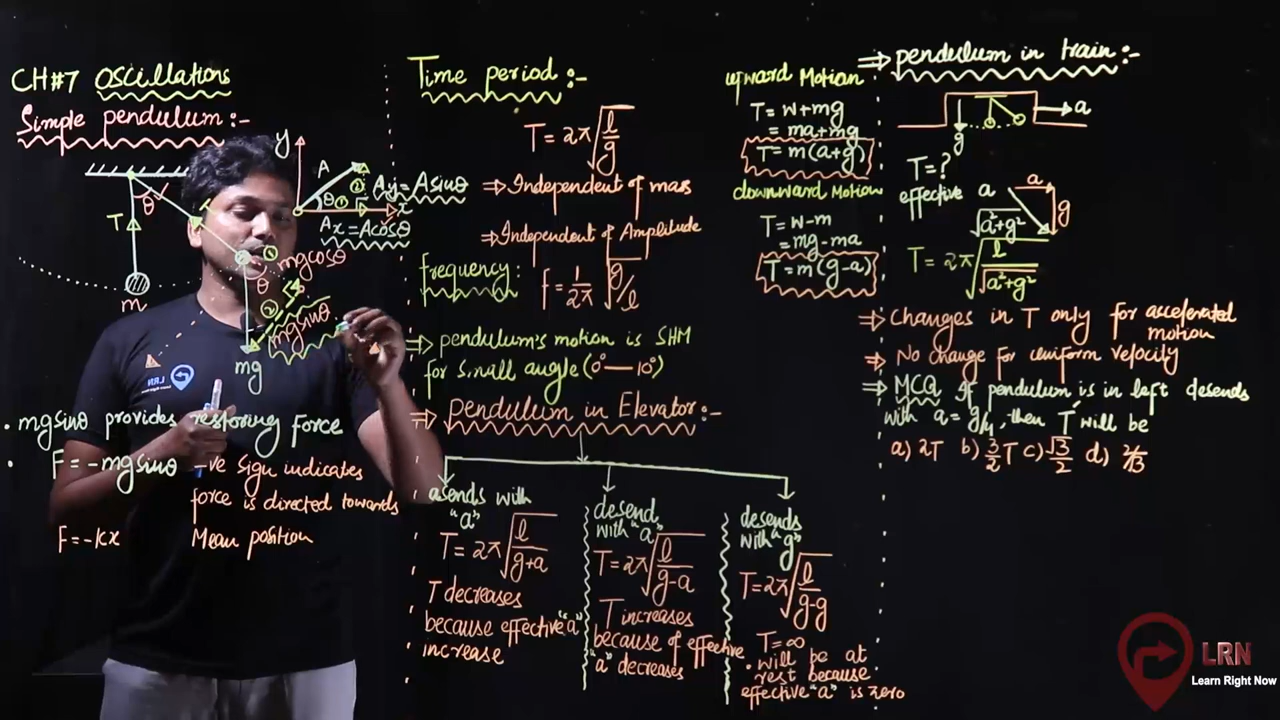 CH#7 Oscillations
Simple pendulum:-
θ
T
m
y
A
θ
x
Ay=Asinθ
Ax=Acosθ
mgcosθ
θ
mgsinθ
mg
LRN
. mgsinθ provides restoring force
. F=-mgsinθ
-ve sign indicates
force is directed towards
Mean position
F=-kx
Time period:-
T=2π√l/g
⇒ Independent of mass
⇒ Independent of Amplitude
frequency:
f=1/2π √g/l
⇒ pendulum's motion is SHM
for small angle (0°—10°)
⇒ pendulum in Elevator:-
asends with
"a"
T=2π√l/g+a
T decreases
because effective "a"
increase
desend
with "a"
T=2π√l/g-a
T increases
because of effective
"a" decreases
desends
with "g"
T=2π√l/g-g
T=∞
. will be at
rest because
effective "a" is zero
upward Motion
T=w+mg
=ma+mg
T=m(a+g)
downward Motion
T=w-m
=mg-ma
T=m(g-a)
⇒ pendulum in train:-
a
g
T=?
effective a
√a²+g²
a
g
T=2π√l/√a²+g²
⇒ Changes in T only for accelerated
motion
⇒ No change for uniform velocity
⇒ MCQ If pendulum is in left desends
with a=g/4, then T' will be
a) 2T b) 3/2 T c) √3/2 d) 2/√3
LRN
Learn Right Now